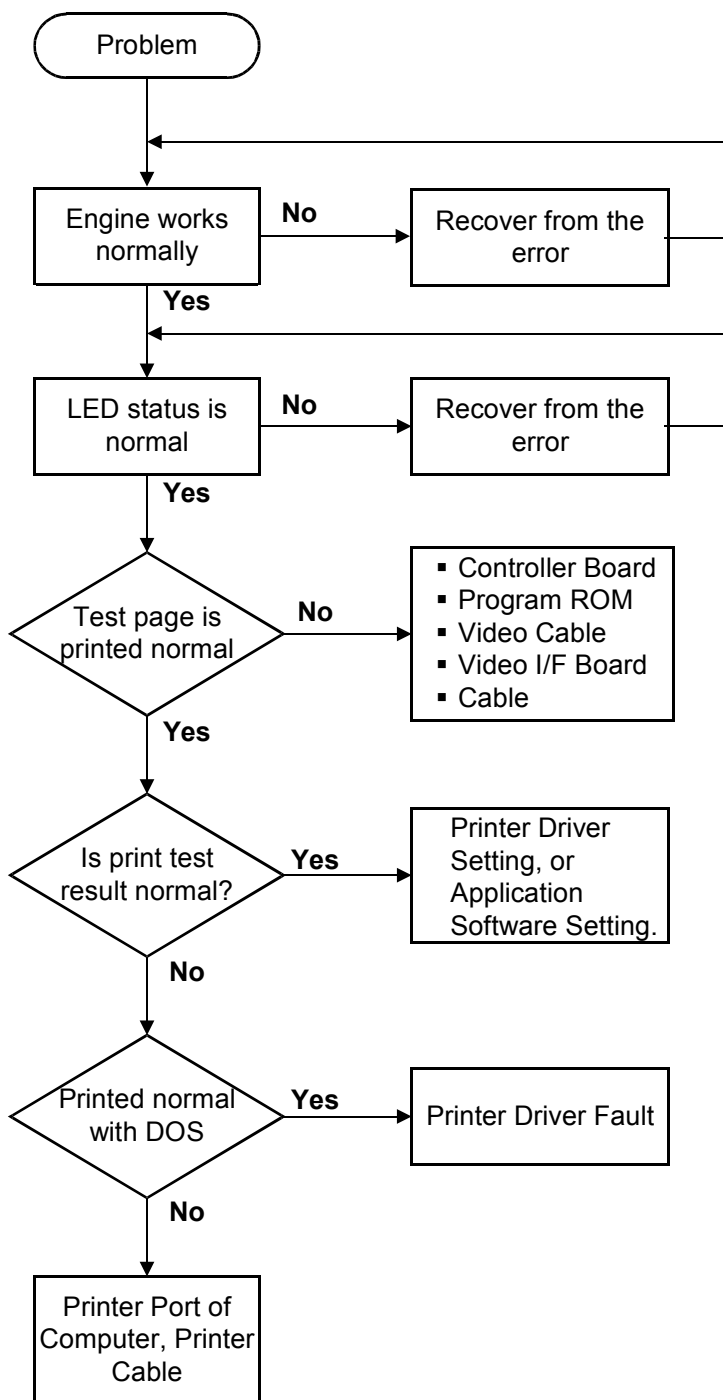 Problem
Engine works
normally
No
Recover from the
error
Yes
LED status is
normal
No
Recover from the
error
Yes
Test page is
printed normal
No
▪ Controller Board
▪ Program ROM
▪ Video Cable
▪ Video I/F Board
▪ Cable
Yes
Is print test
result normal?
Yes
Printer Driver
Setting, or
Application
Software Setting.
No
Printed normal
with DOS
Yes
Printer Driver Fault
No
Printer Port of
Computer, Printer
Cable